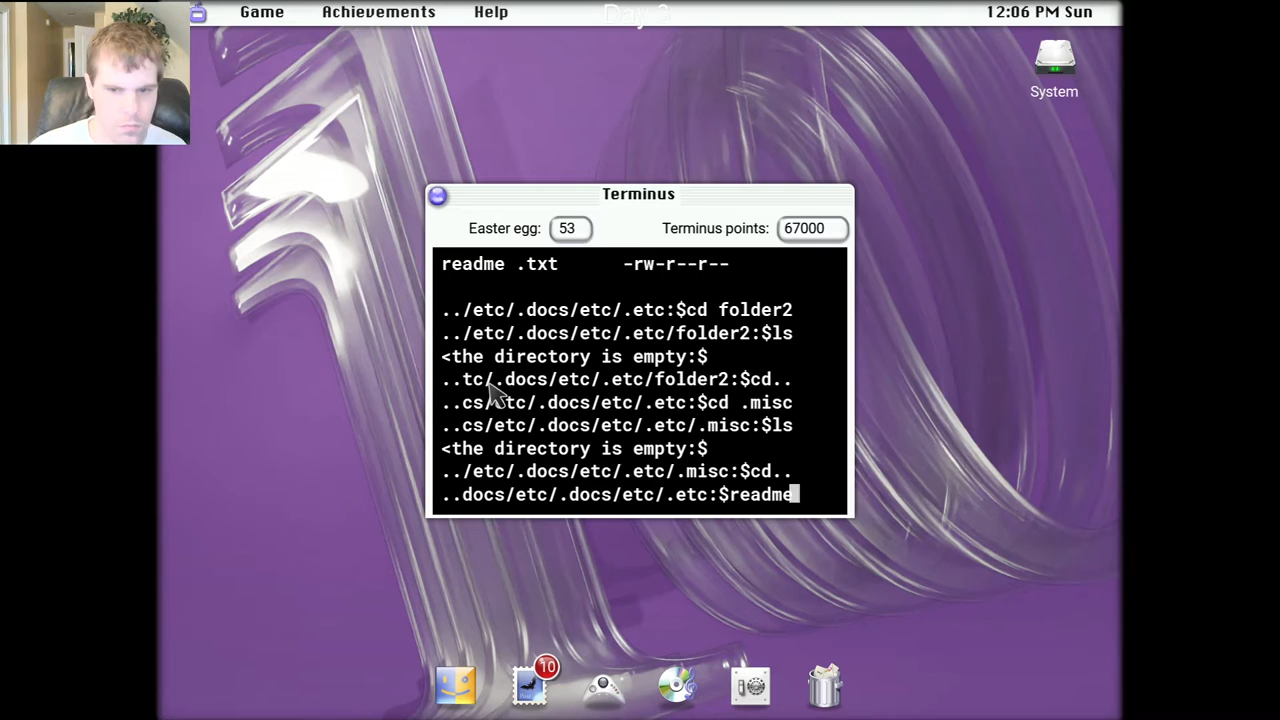 Game Achievements Help Day 3 12:06 PM Sun
System
Terminus
Easter egg: 53 Terminus points: 67000
readme .txt -rw-r--r--
../etc/.docs/etc/.etc:$cd folder2
../etc/.docs/etc/.etc/folder2:$ls
<the directory is empty:$
..tc/.docs/etc/.etc/folder2:$cd..
..cs/etc/.docs/etc/.etc:$cd .misc
..cs/etc/.docs/etc/.etc/.misc:$ls
<the directory is empty:$
../etc/.docs/etc/.etc/.misc:$cd..
..docs/etc/.docs/etc/.etc:$readme
10